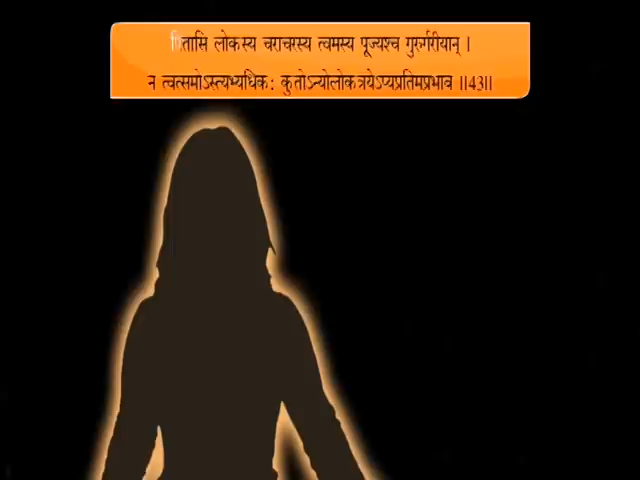 पितासि लोकस्य चराचरस्य त्वमस्य पूज्यश्च गुरुर्गरीयान् ।
न त्वत्समोऽस्त्यभ्यधिकः कुतोऽन्योलोकत्रयेऽप्यप्रतिमप्रभाव ॥43॥